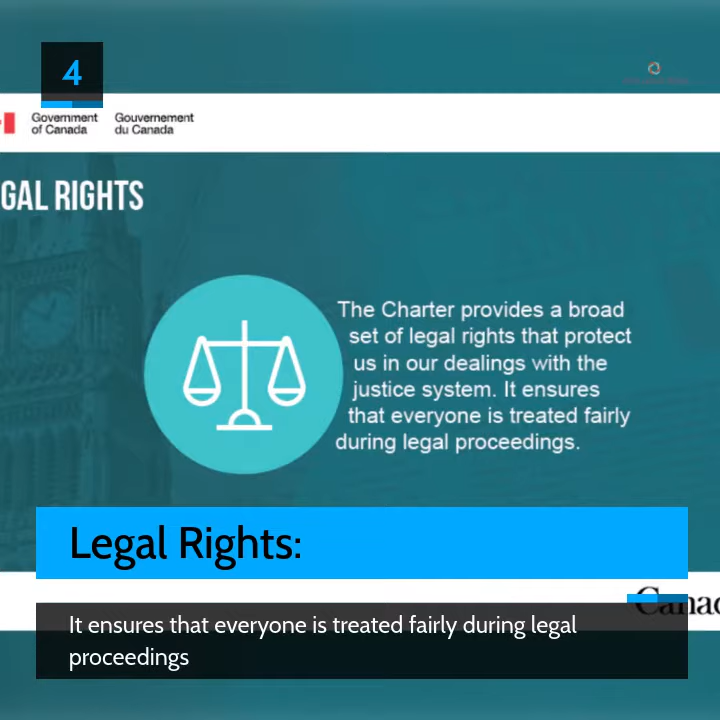 4
Government
of Canada
Gouvernement
du Canada
GAL RIGHTS
The Charter provides a broad
set of legal rights that protect
us in our dealings with the
justice system. It ensures
that everyone is treated fairly
during legal proceedings.
Legal Rights:
Canad
It ensures that everyone is treated fairly during legal
proceedings